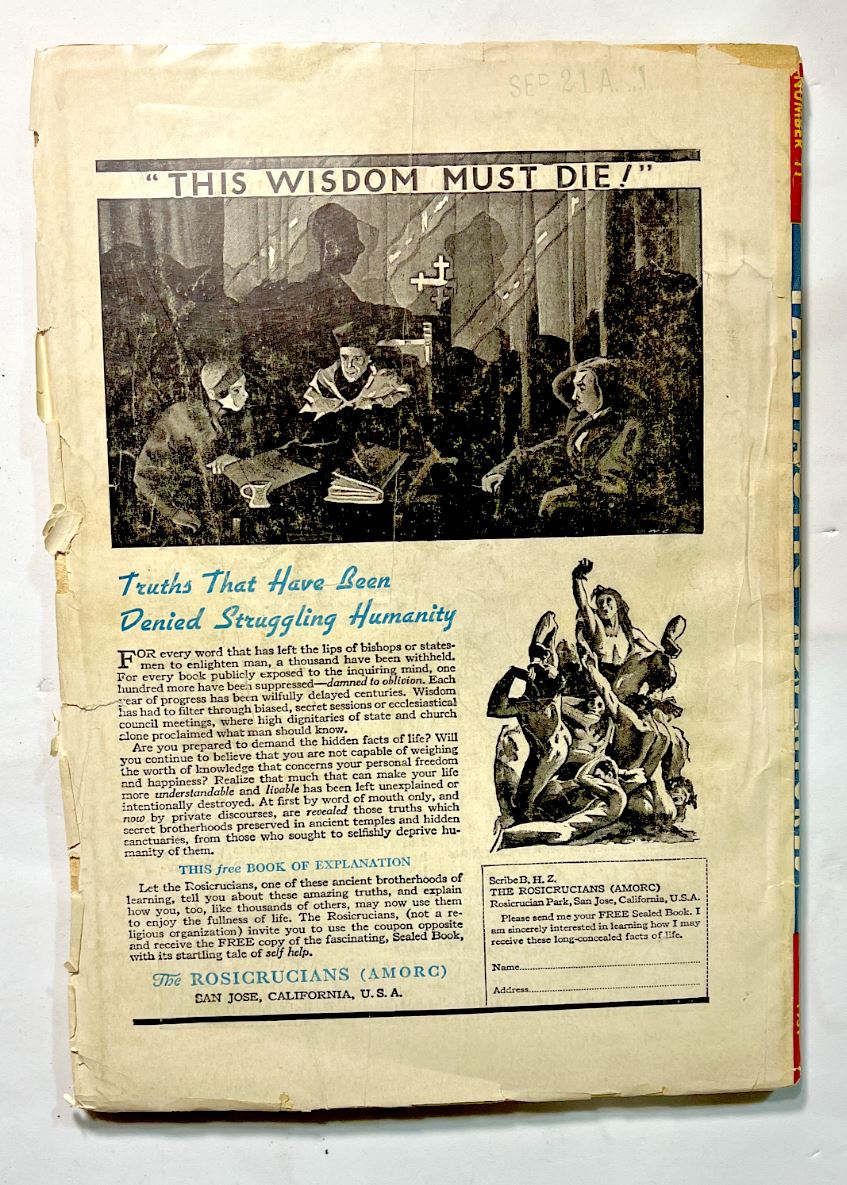 SEP 21 A
NUMBER
"THIS WISDOM MUST DIE!"
Truths That Have Been
Denied Struggling Humanity
FOR every word that has left the lips of bishops or states-
men to enlighten man, a thousand have been withheld.
For every book publicly exposed to the inquiring mind, one
hundred more have been suppressed—damned to oblivion. Each
year of progress has been wilfully delayed centuries. Wisdom
has had to filter through biased, secret sessions or ecclesiastical
council meetings, where high dignitaries of state and church
alone proclaimed what man should know.
Are you prepared to demand the hidden facts of life? Will
you continue to believe that you are not capable of weighing
the worth of knowledge that concerns your personal freedom
and happiness? Realize that much that can make your life
more understandable and livable has been left unexplained or
intentionally destroyed. At first by word of mouth only, and
now by private discourses, are revealed those truths which
secret brotherhoods preserved in ancient temples and hidden
sanctuaries, from those who sought to selfishly deprive hu-
manity of them.
THIS free BOOK OF EXPLANATION
Let the Rosicrucians, one of these ancient brotherhoods of
learning, tell you about these amazing truths, and explain
how you, too, like thousands of others, may now use them
to enjoy the fullness of life. The Rosicrucians, (not a re-
ligious organization) invite you to use the coupon opposite
and receive the FREE copy of the fascinating, Sealed Book,
with its startling tale of self help.
The ROSICRUCIANS (AMORC)
SAN JOSE, CALIFORNIA, U.S.A.
Scribe B. H. Z.
THE ROSICRUCIANS (AMORC)
Rosicrucian Park, San Jose, California, U.S.A.
Please send me your FREE Sealed Book. I
am sincerely interested in learning how I may
receive these long-concealed facts of life.
Name
Address